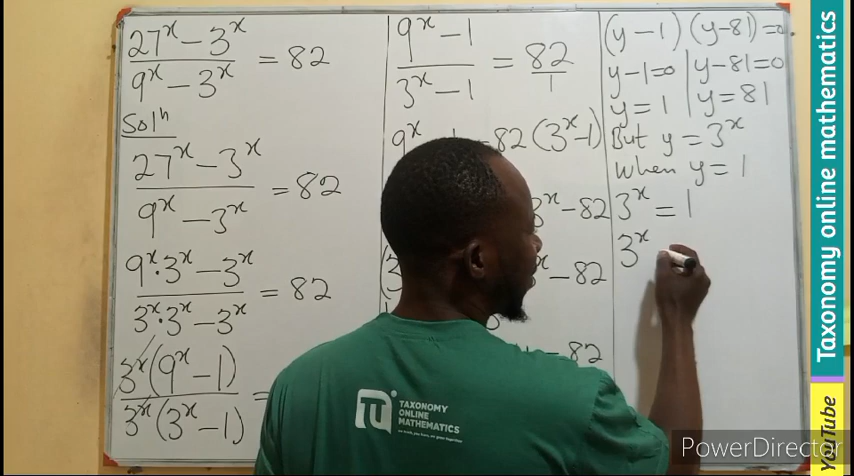 27^x – 3^x / 9^x – 3^x = 82
Solⁿ
27^x – 3^x / 9^x – 3^x = 82
9^x · 3^x – 3^x / 3^x · 3^x – 3^x = 82
3^x (9^x – 1) / 3^x (3^x – 1) =
9^x – 1 / 3^x – 1 = 82 / 1
9^x 82 (3^x – 1)
3^x – 82
– 82
82
(y – 1) (y – 81) = 0
y – 1 = 0 | y – 81 = 0
y = 1 | y = 81
But y = 3^x
When y = 1
3^x = 1
3^x
TAXONOMY
ONLINE
MATHEMATICS
YouTube Taxonomy online mathematics
PowerDirector